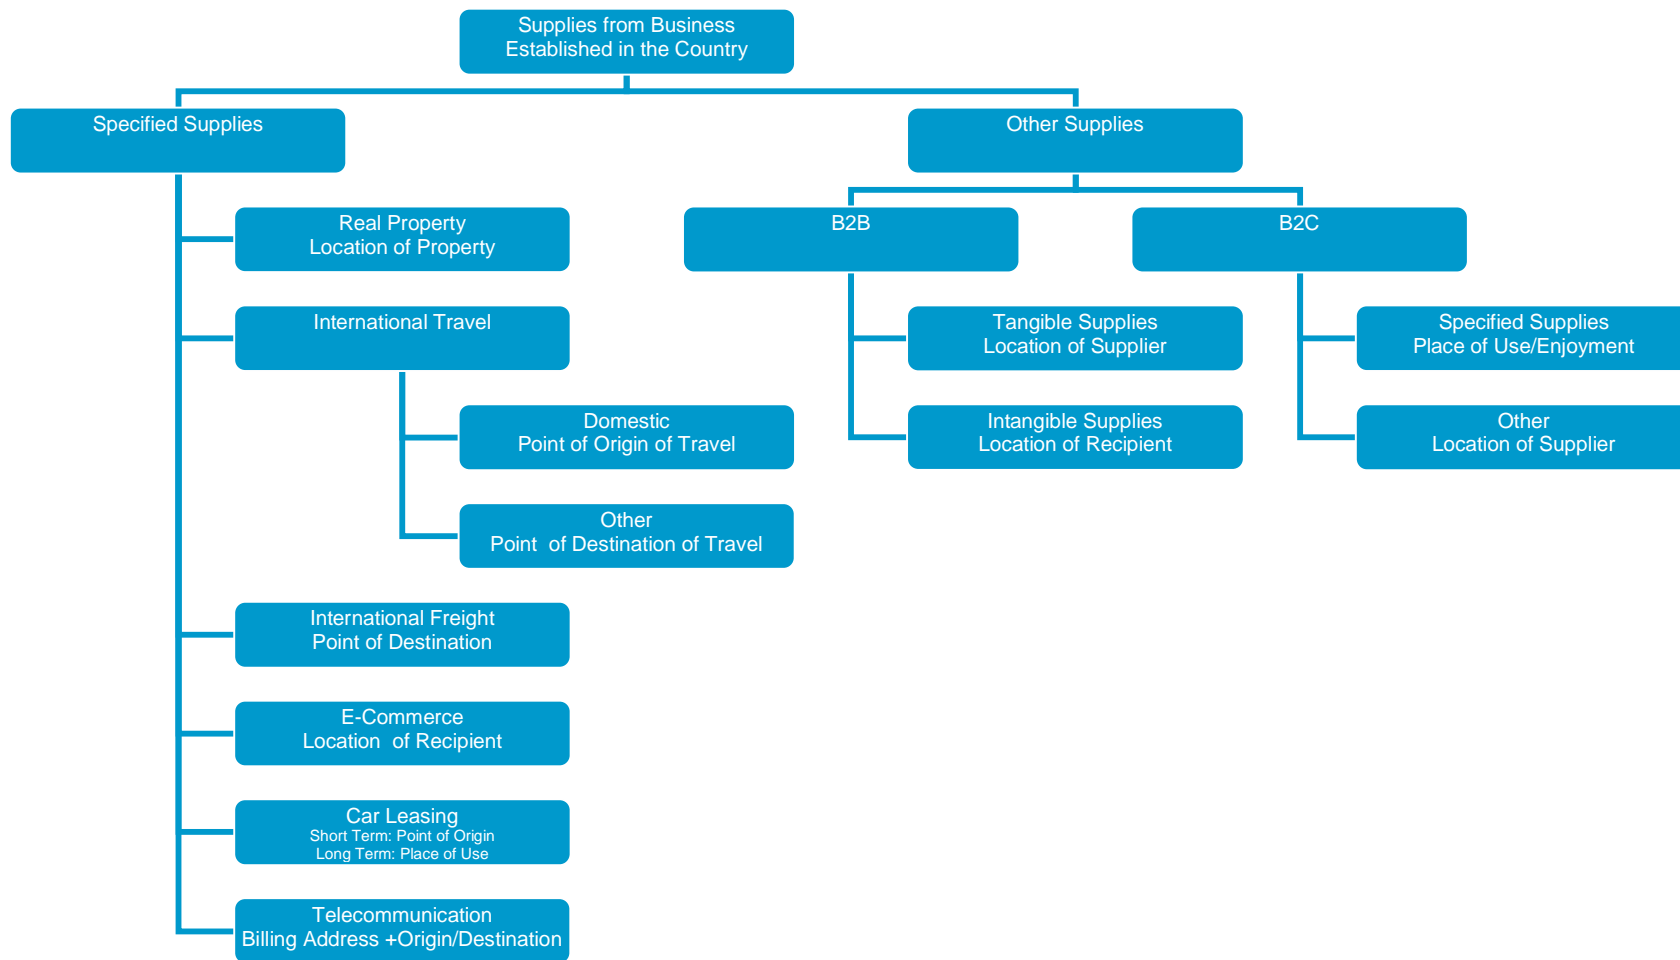 Supplies from Business
Established in the Country
Specified Supplies
Other Supplies
Real Property
Location of Property
B2B
B2C
International Travel
Tangible Supplies
Location of Supplier
Specified Supplies
Place of Use/Enjoyment
Domestic
Point of Origin of Travel
Intangible Supplies
Location of Recipient
Other
Location of Supplier
Other
Point  of Destination of Travel
International Freight
Point of Destination
E-Commerce
Location  of Recipient
Car Leasing
Short Term: Point of Origin
Long Term: Place of Use
Telecommunication
Billing Address +Origin/Destination